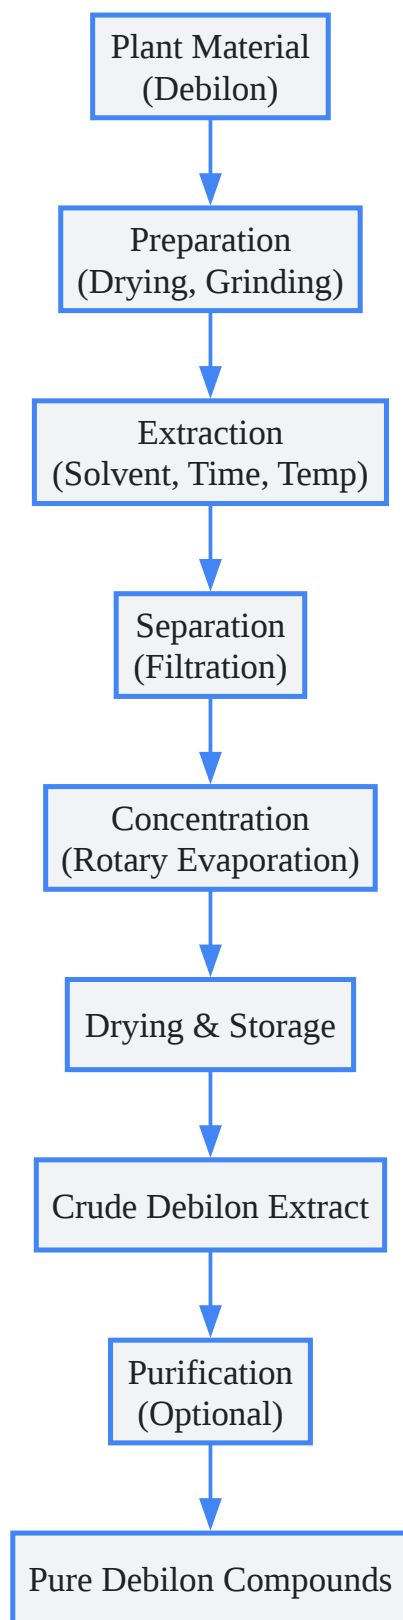 Plant Material
(Debilon)
Preparation
(Drying, Grinding)
Extraction
(Solvent, Time, Temp)
Separation
(Filtration)
Concentration
(Rotary Evaporation)
Drying & Storage
Crude Debilon Extract
Purification
(Optional)
Pure Debilon Compounds